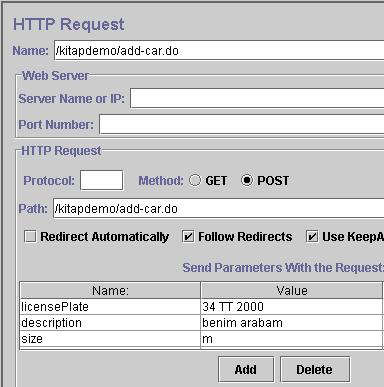 HTTP Request
Name: /kitapdemo/add-car.do
Web Server
Server Name or IP:
Port Number:
HTTP Request
Protocol: Method: GET POST
Path: /kitapdemo/add-car.do
Redirect Automatically Follow Redirects Use KeepA
Send Parameters With the Request:
Name: Value
licensePlate 34 TT 2000
description benim arabam
size m
Add Delete